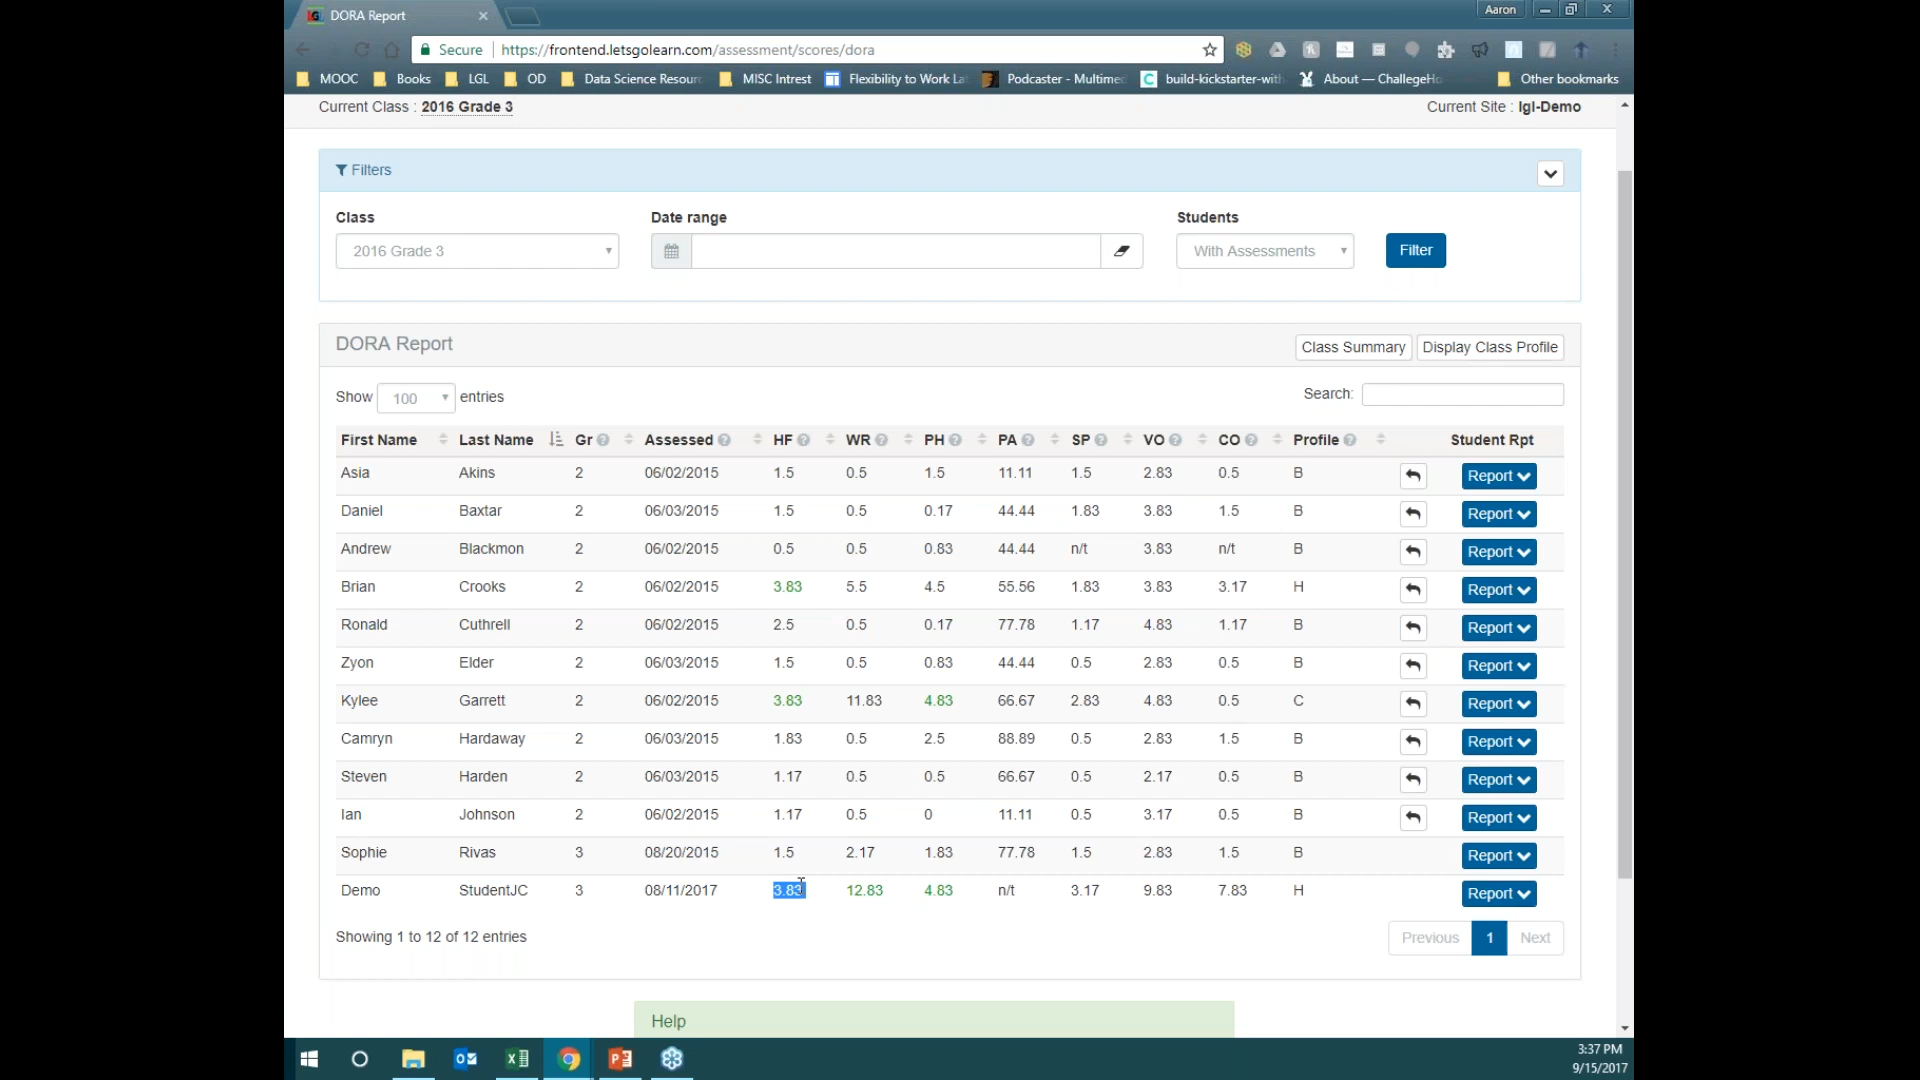 DORA Report
Aaron
Secure https://frontend.letsgolearn.com/assessment/scores/dora
MOOC Books LGL OD Data Science Resour MISC Intrest Flexibility to Work La Podcaster - Multimed build-kickstarter-with About — ChallegeHo Other bookmarks
Current Class : 2016 Grade 3 Current Site : lgl-Demo
Filters
Class Date range Students
2016 Grade 3 With Assessments Filter
DORA Report Class Summary Display Class Profile
Show 100 entries Search:
First Name Last Name Gr Assessed HF WR PH PA SP VO CO Profile Student Rpt
Asia Akins 2 06/02/2015 1.5 0.5 1.5 11.11 1.5 2.83 0.5 B Report
Daniel Baxtar 2 06/03/2015 1.5 0.5 0.17 44.44 1.83 3.83 1.5 B Report
Andrew Blackmon 2 06/02/2015 0.5 0.5 0.83 44.44 n/t 3.83 n/t B Report
Brian Crooks 2 06/02/2015 3.83 5.5 4.5 55.56 1.83 3.83 3.17 H Report
Ronald Cuthrell 2 06/02/2015 2.5 0.5 0.17 77.78 1.17 4.83 1.17 B Report
Zyon Elder 2 06/03/2015 1.5 0.5 0.83 44.44 0.5 2.83 0.5 B Report
Kylee Garrett 2 06/02/2015 3.83 11.83 4.83 66.67 2.83 4.83 0.5 C Report
Camryn Hardaway 2 06/03/2015 1.83 0.5 2.5 88.89 0.5 2.83 1.5 B Report
Steven Harden 2 06/03/2015 1.17 0.5 0.5 66.67 0.5 2.17 0.5 B Report
Ian Johnson 2 06/02/2015 1.17 0.5 0 11.11 0.5 3.17 0.5 B Report
Sophie Rivas 3 08/20/2015 1.5 2.17 1.83 77.78 1.5 2.83 1.5 B Report
Demo StudentJC 3 08/11/2017 3.83 12.83 4.83 n/t 3.17 9.83 7.83 H Report
Showing 1 to 12 of 12 entries Previous 1 Next
Help
3:37 PM
9/15/2017